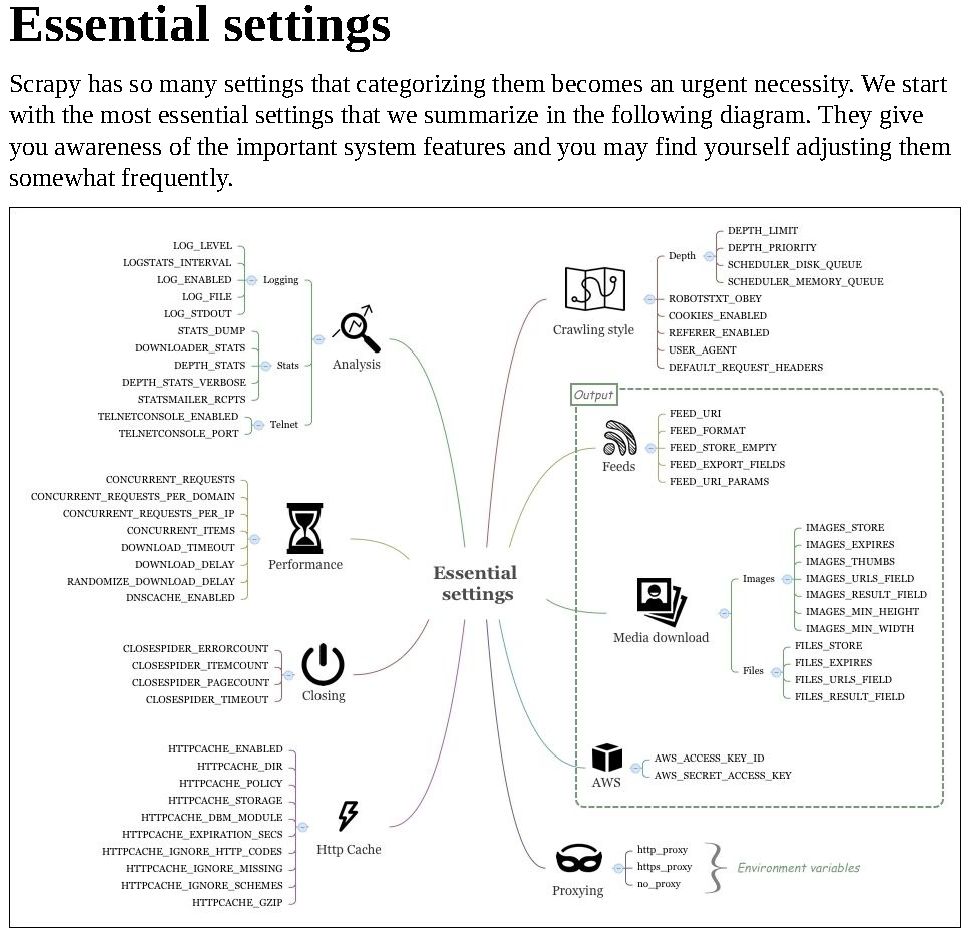 Essential settings
Scrapy has so many settings that categorizing them becomes an urgent necessity. We start
with the most essential settings that we summarize in the following diagram. They give
you awareness of the important system features and you may find yourself adjusting them
somewhat frequently.
LOG_LEVEL
LOGSTATS_INTERVAL
LOG_ENABLED
LOG_FILE
LOG_STDOUT
Logging
STATS_DUMP
DOWNLOADER_STATS
DEPTH_STATS
DEPTH_STATS_VERBOSE
STATSMAILER_RCPTS
Stats
TELNETCONSOLE_ENABLED
TELNETCONSOLE_PORT
Telnet
Analysis
CONCURRENT_REQUESTS
CONCURRENT_REQUESTS_PER_DOMAIN
CONCURRENT_REQUESTS_PER_IP
CONCURRENT_ITEMS
DOWNLOAD_TIMEOUT
DOWNLOAD_DELAY
RANDOMIZE_DOWNLOAD_DELAY
DNSCACHE_ENABLED
Performance
CLOSESPIDER_ERRORCOUNT
CLOSESPIDER_ITEMCOUNT
CLOSESPIDER_PAGECOUNT
CLOSESPIDER_TIMEOUT
Closing
HTTPCACHE_ENABLED
HTTPCACHE_DIR
HTTPCACHE_POLICY
HTTPCACHE_STORAGE
HTTPCACHE_DBM_MODULE
HTTPCACHE_EXPIRATION_SECS
HTTPCACHE_IGNORE_HTTP_CODES
HTTPCACHE_IGNORE_MISSING
HTTPCACHE_IGNORE_SCHEMES
HTTPCACHE_GZIP
Http Cache
Essential
settings
Crawling style
Depth
DEPTH_LIMIT
DEPTH_PRIORITY
SCHEDULER_DISK_QUEUE
SCHEDULER_MEMORY_QUEUE
ROBOTSTXT_OBEY
COOKIES_ENABLED
REFERER_ENABLED
USER_AGENT
DEFAULT_REQUEST_HEADERS
Output
Feeds
FEED_URI
FEED_FORMAT
FEED_STORE_EMPTY
FEED_EXPORT_FIELDS
FEED_URI_PARAMS
Media download
Images
IMAGES_STORE
IMAGES_EXPIRES
IMAGES_THUMBS
IMAGES_URLS_FIELD
IMAGES_RESULT_FIELD
IMAGES_MIN_HEIGHT
IMAGES_MIN_WIDTH
Files
FILES_STORE
FILES_EXPIRES
FILES_URLS_FIELD
FILES_RESULT_FIELD
AWS
AWS_ACCESS_KEY_ID
AWS_SECRET_ACCESS_KEY
Proxying
http_proxy
https_proxy
no_proxy
Environment variables